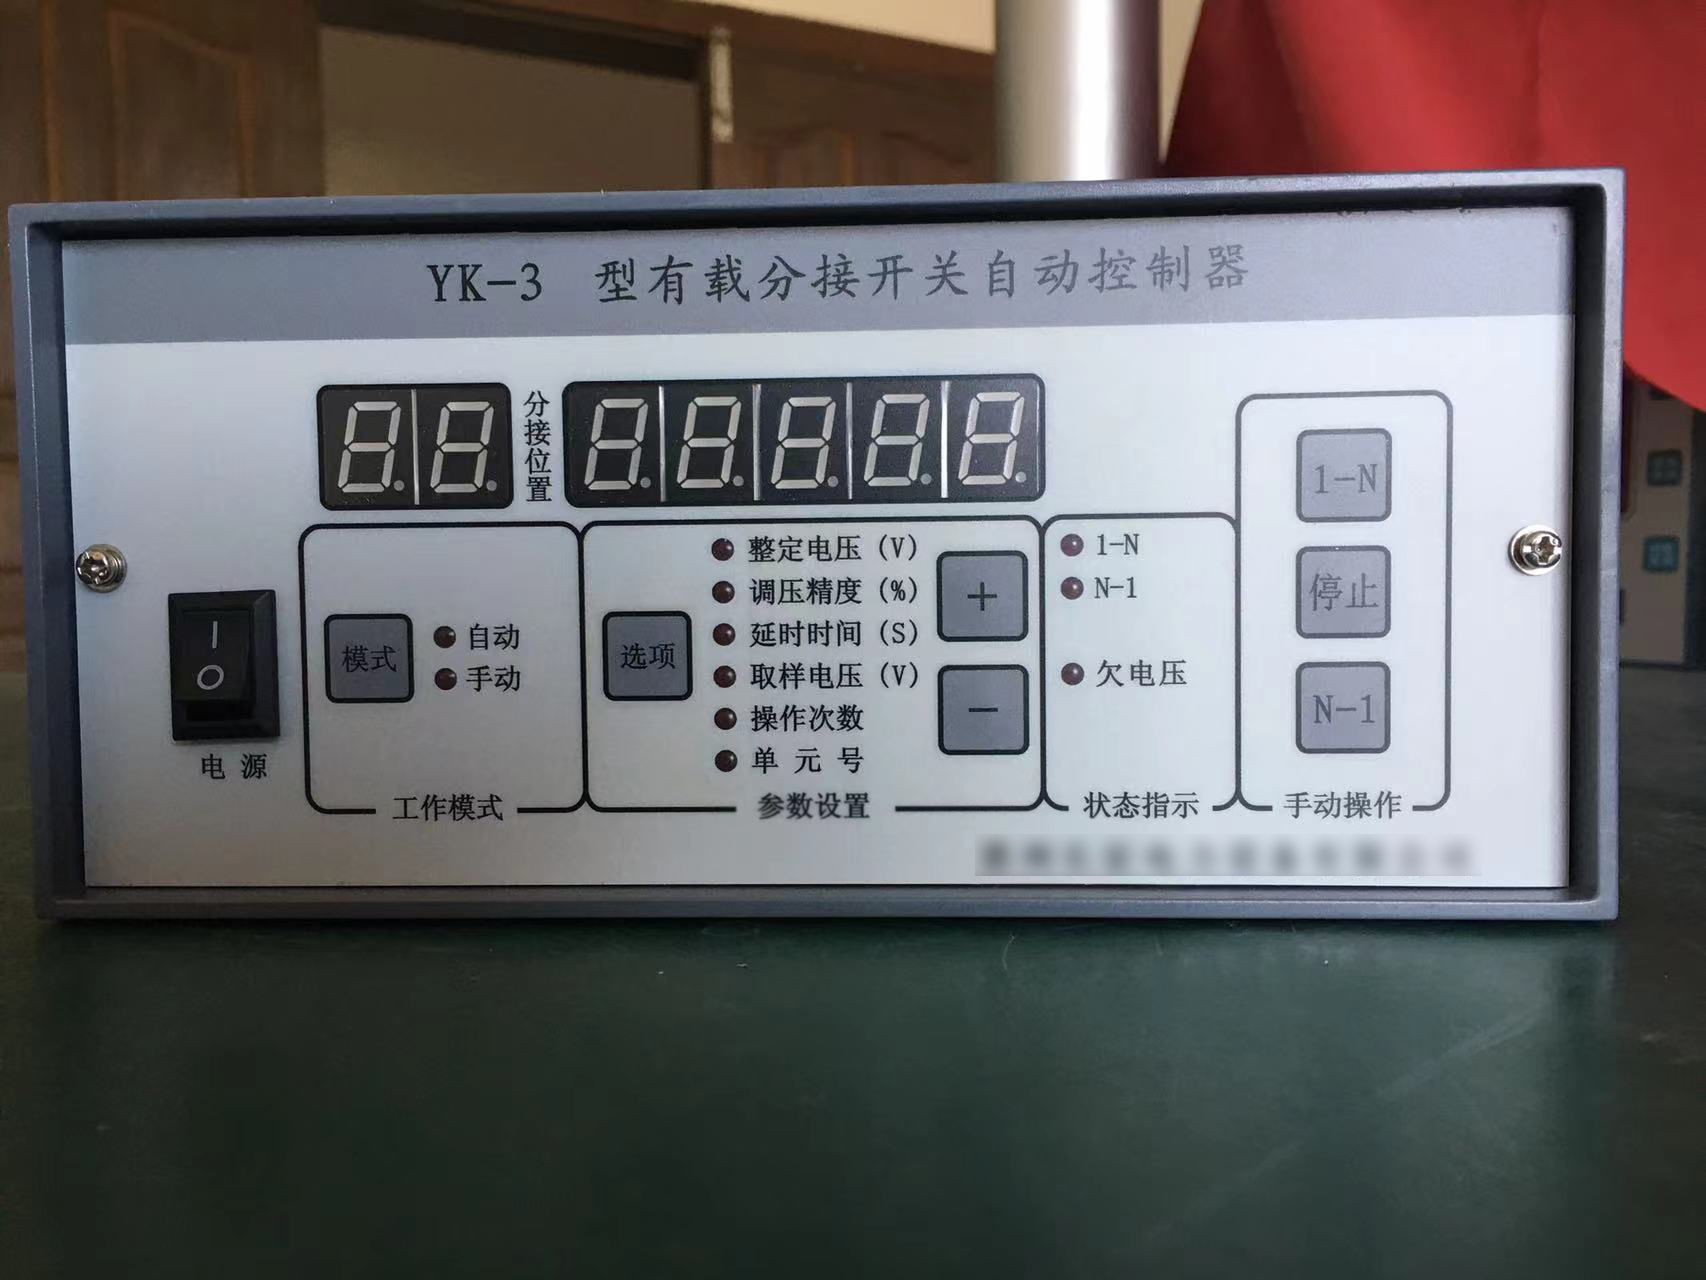 YK-3 型有载分接开关自动控制器
分接位置
电源
模式
自动
手动
工作模式
选项
整定电压(V)
调压精度(%)
延时时间(S)
取样电压(V)
操作次数
单元号
+
-
参数设置
1-N
N-1
欠电压
状态指示
1-N
停止
N-1
手动操作